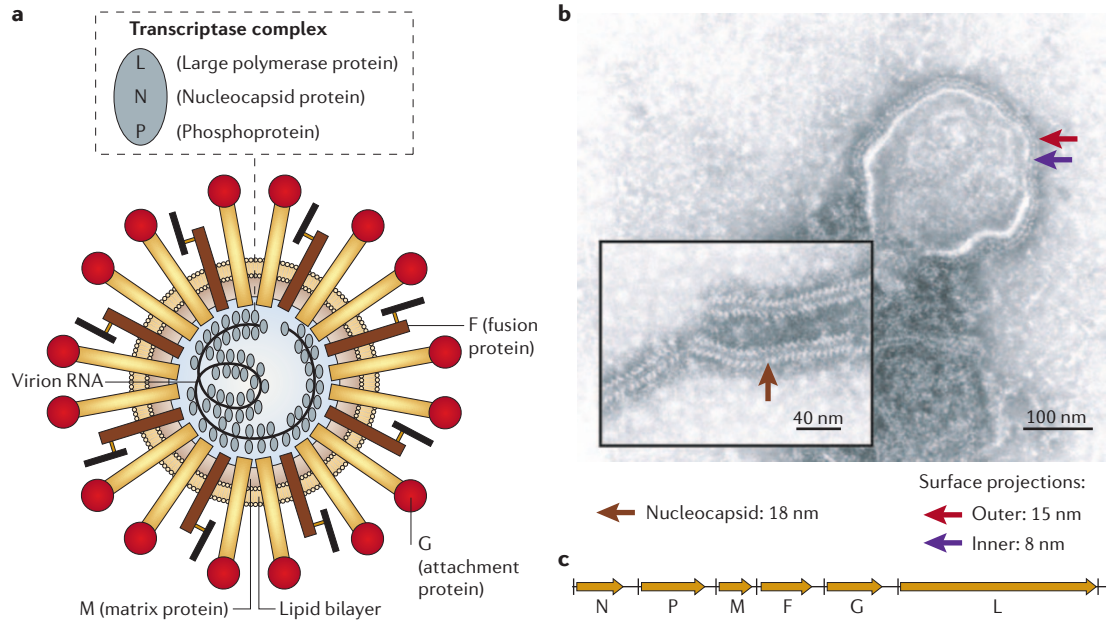 a
Transcriptase complex
L (Large polymerase protein)
N (Nucleocapsid protein)
P (Phosphoprotein)
F (fusion
protein)
Virion RNA
G
(attachment
protein)
M (matrix protein)
Lipid bilayer
b
40 nm
100 nm
Nucleocapsid: 18 nm
Surface projections:
Outer: 15 nm
Inner: 8 nm
c
N P M F G L